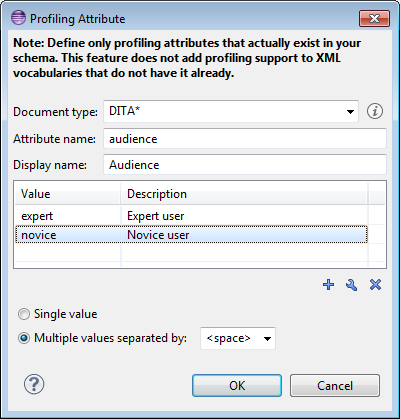 Profiling Attribute
Note: Define only profiling attributes that actually exist in your
schema. This feature does not add profiling support to XML
vocabularies that do not have it already.
Document type: DITA*
Attribute name: audience
Display name: Audience
Value Description
expert Expert user
novice Novice user
Single value
Multiple values separated by: <space>
OK Cancel